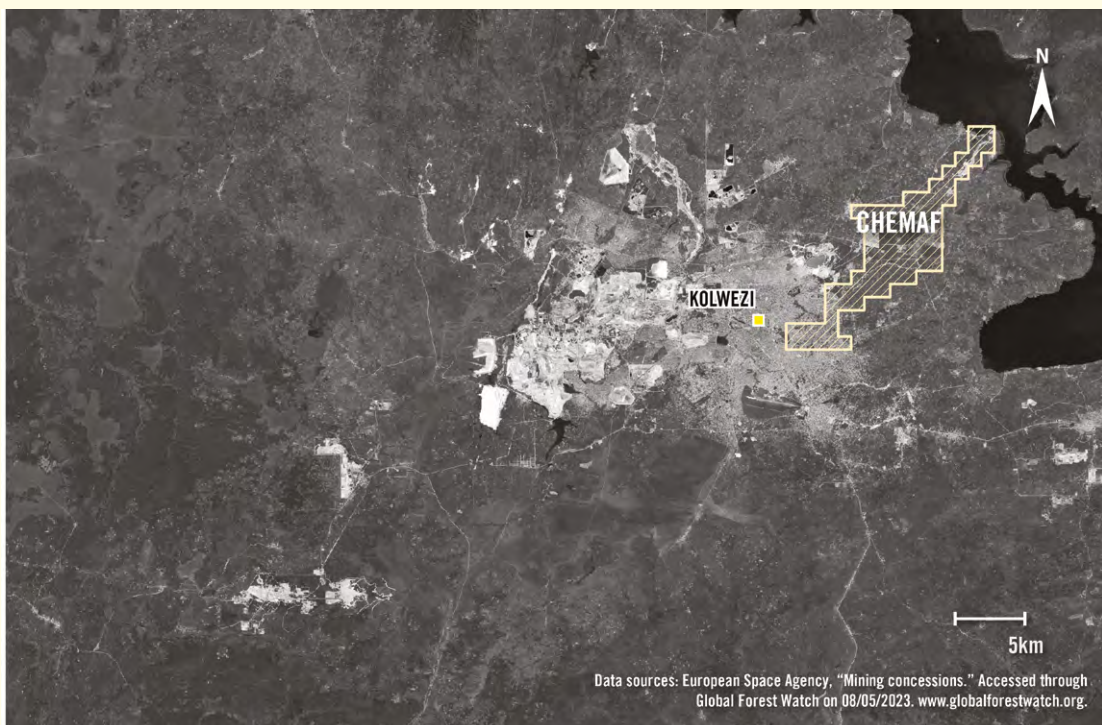 N
CHEMAF
KOLWEZI
5km
Data sources: European Space Agency, “Mining concessions.” Accessed through
Global Forest Watch on 08/05/2023. www.globalforestwatch.org.